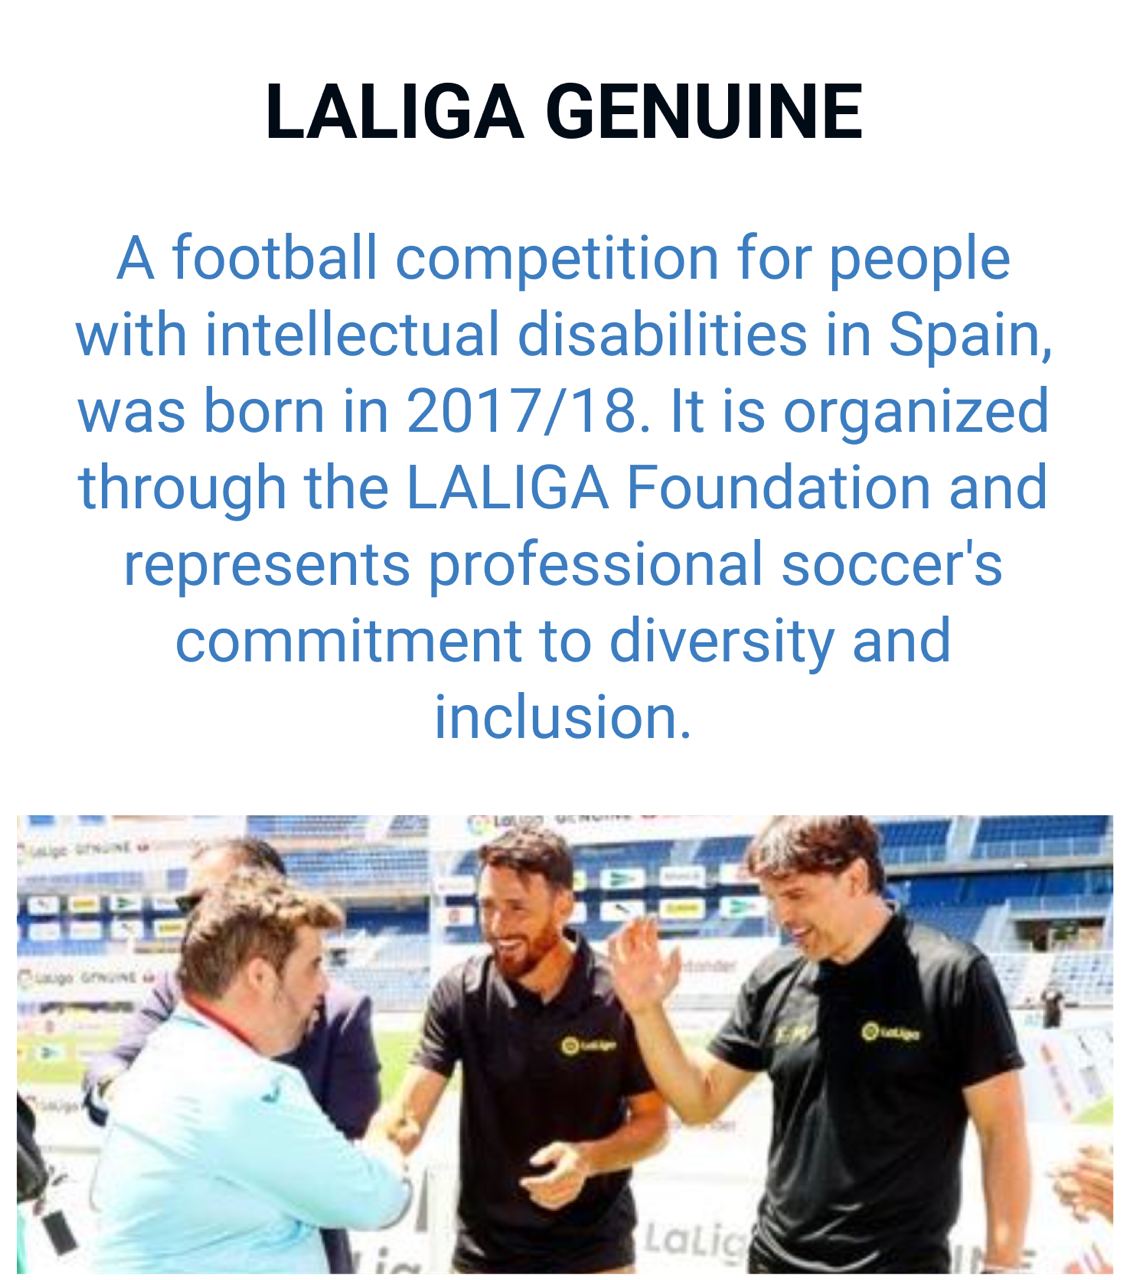 LALIGA GENUINE
A football competition for people
with intellectual disabilities in Spain,
was born in 2017/18. It is organized
through the LALIGA Foundation and
represents professional soccer's
commitment to diversity and
inclusion.
LaLiga GENUINE
LaLiga GENUINE
LaLiga GENUINE
LaLiga
LaLiga
LaLiga
LaLig